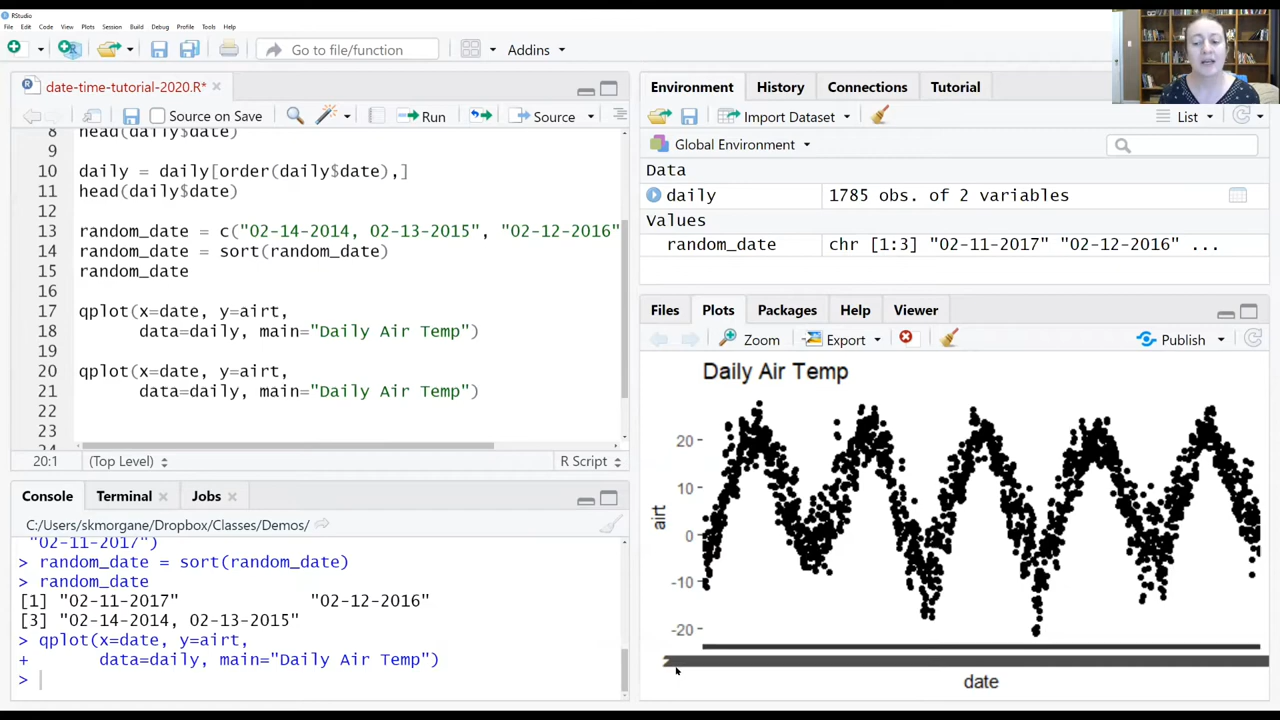 RStudio
File Edit Code View Plots Session Build Debug Profile Tools Help
Go to file/function Addins
date-time-tutorial-2020.R*
Source on Save Run Source
8 head(daily$date)
9
10 daily = daily[order(daily$date),]
11 head(daily$date)
12
13 random_date = c("02-14-2014, 02-13-2015", "02-12-2016"
14 random_date = sort(random_date)
15 random_date
16
17 qplot(x=date, y=airt,
18 data=daily, main="Daily Air Temp")
19
20 qplot(x=date, y=airt,
21 data=daily, main="Daily Air Temp")
22
23
20:1 (Top Level) R Script
Console Terminal Jobs
C:/Users/skmorgane/Dropbox/Classes/Demos/
"02-11-2017")
> random_date = sort(random_date)
> random_date
[1] "02-11-2017" "02-12-2016"
[3] "02-14-2014, 02-13-2015"
> qplot(x=date, y=airt,
+ data=daily, main="Daily Air Temp")
>
Environment History Connections Tutorial
Import Dataset List
Global Environment
Data
daily 1785 obs. of 2 variables
Values
random_date chr [1:3] "02-11-2017" "02-12-2016" ...
Files Plots Packages Help Viewer
Zoom Export Publish
Daily Air Temp
20
10
0
-10
-20
airt
date